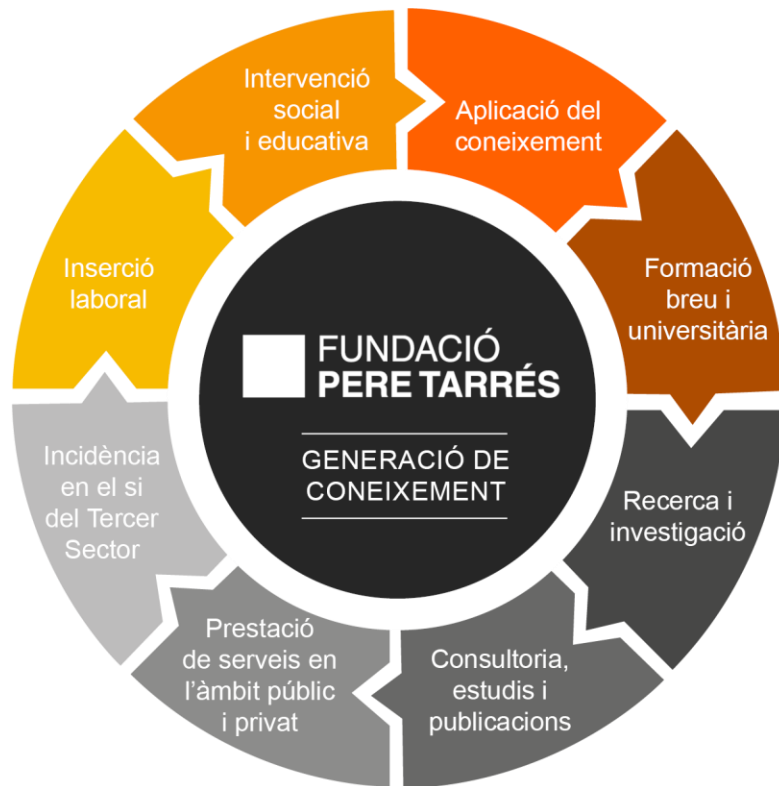 Intervenció
social
i educativa
Aplicació del
coneixement
Formació
breu i
universitària
Recerca i
investigació
Consultoria,
estudis i
publicacions
Prestació
de serveis en
l’àmbit públic
i privat
Incidència
en el si
del Tercer
Sector
Inserció
laboral
FUNDACIÓ
PERE TARRÉS
GENERACIÓ DE
CONEIXEMENT